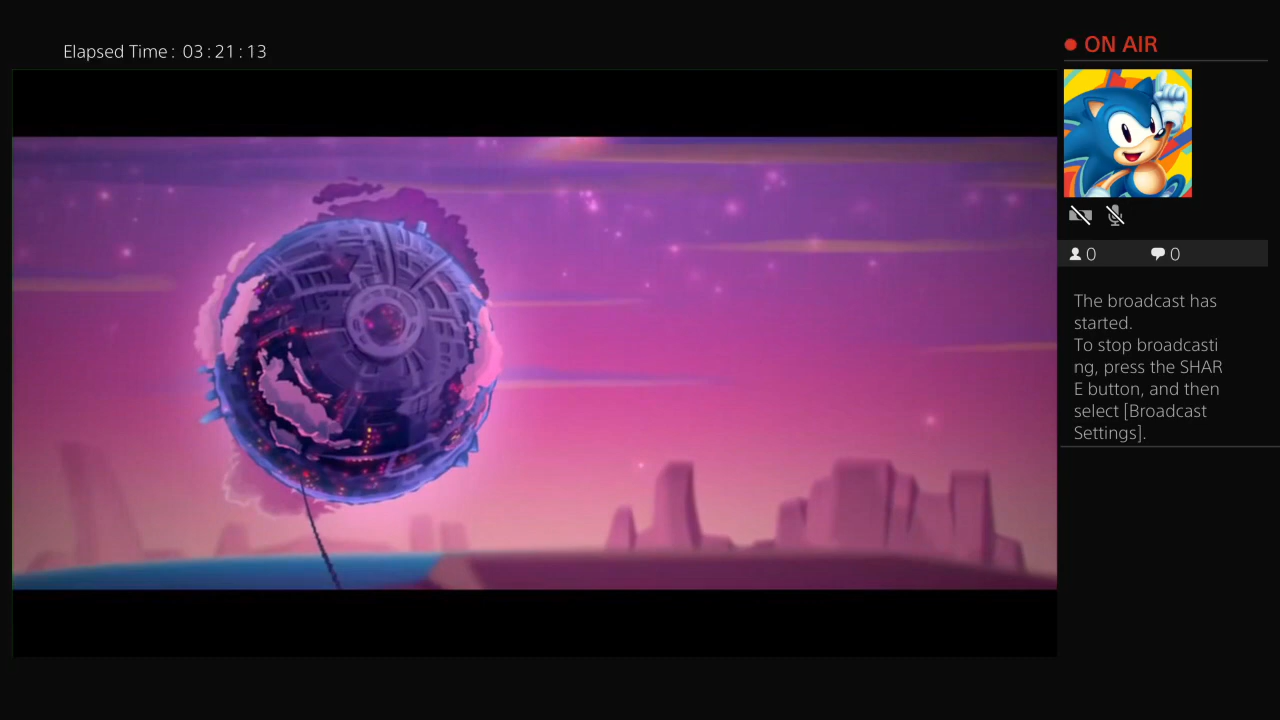 Elapsed Time: 03:21:13
ON AIR
0 0
The broadcast has
started.
To stop broadcasti
ng, press the SHAR
E button, and then
select [Broadcast
Settings].